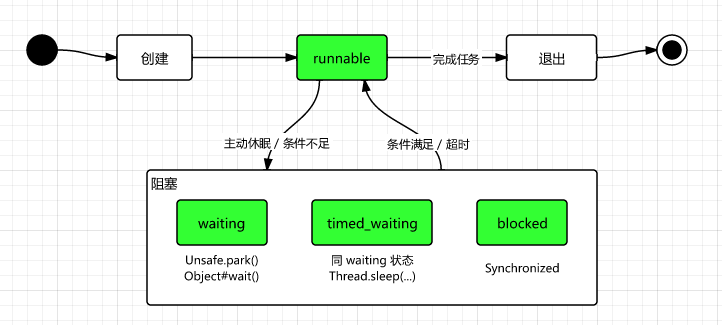 创建
runnable
完成任务
退出
主动休眠 / 条件不足
条件满足 / 超时
阻塞
waiting
timed_waiting
blocked
Unsafe.park()
Object#wait()
同 waiting 状态
Thread.sleep(...)
Synchronized